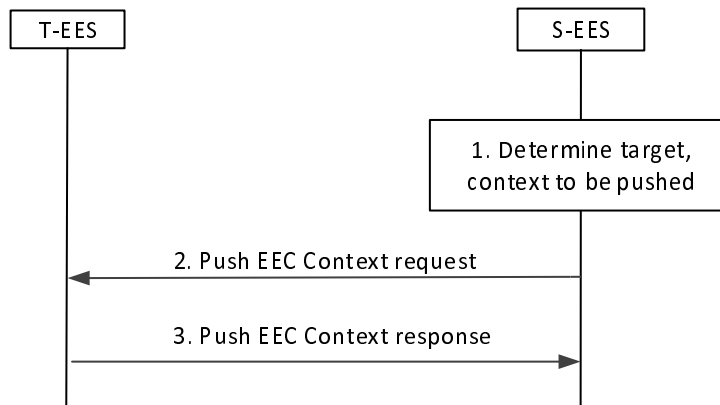 T-EES
S-EES
1. Determine target,
context to be pushed
2. Push EEC Context request
3. Push EEC Context response